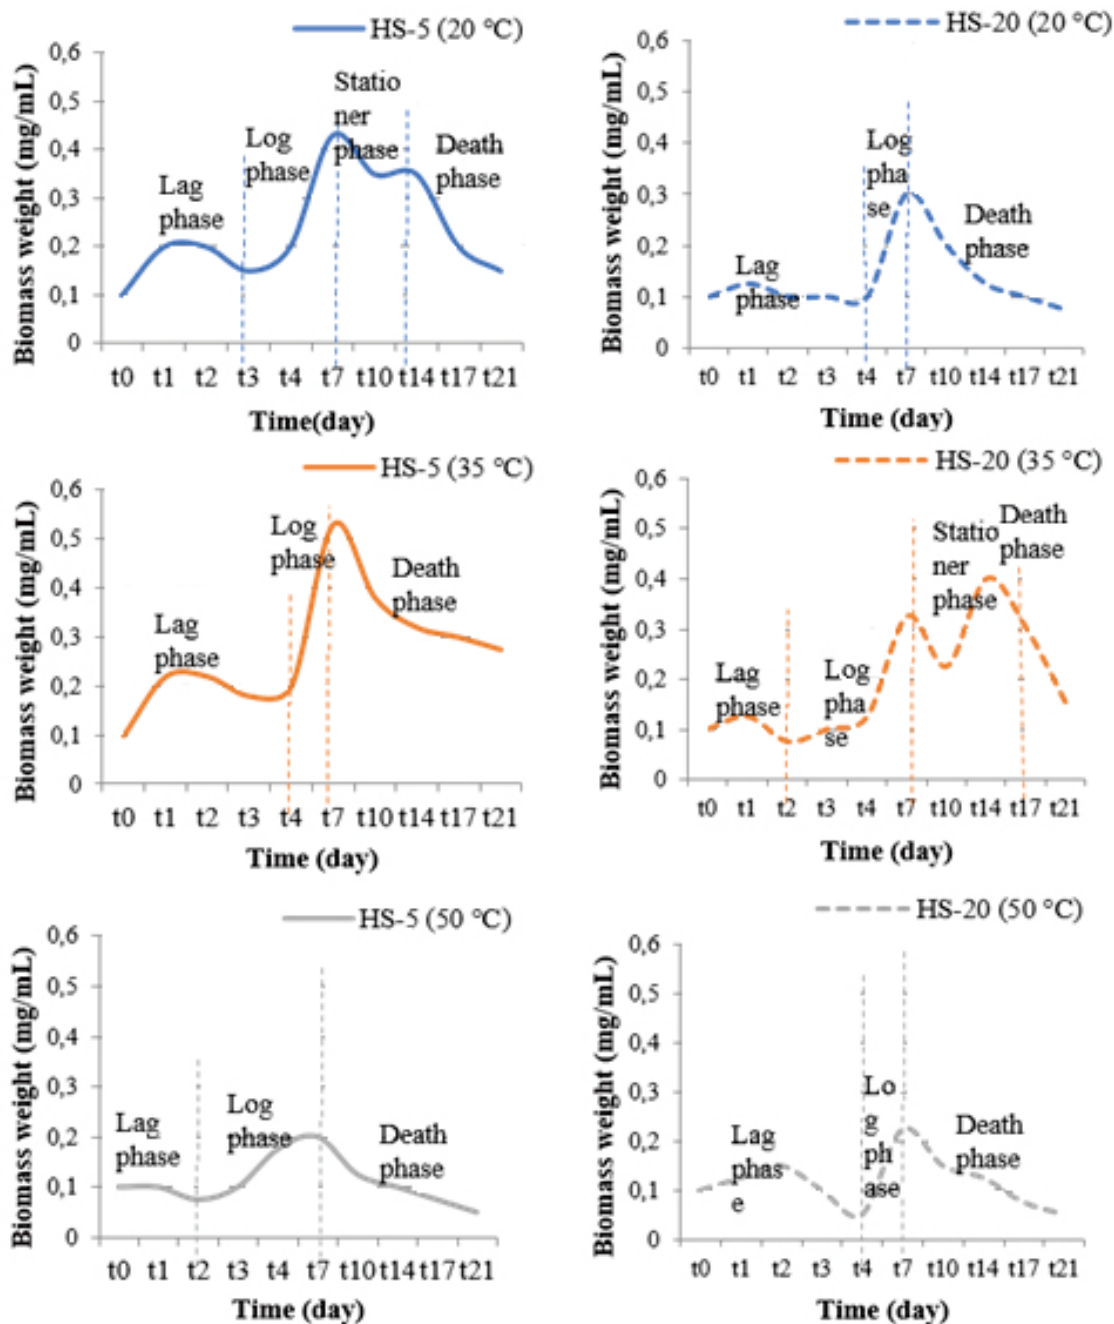 HS-5 (20 °C)
0,6
0,5
0,4
0,3
0,2
0,1
0
Biomass weight (mg/mL)
Lag
phase
Log
phase
Statio
ner
phase
Death
phase
t0 t1 t2 t3 t4 t7 t10 t14 t17 t21
Time(day)
HS-20 (20 °C)
0,6
0,5
0,4
0,3
0,2
0,1
0
Biomass weight (mg/mL)
Lag
phase
Log
pha
se
Death
phase
t0 t1 t2 t3 t4 t7 t10 t14 t17 t21
Time (day)
HS-5 (35 °C)
0,6
0,5
0,4
0,3
0,2
0,1
0
Biomass weight (mg/mL)
Lag
phase
Log
phase
Death
phase
t0 t1 t2 t3 t4 t7 t10 t14 t17 t21
Time (day)
HS-20 (35 °C)
0,6
0,5
0,4
0,3
0,2
0,1
0
Biomass weight (mg/mL)
Lag
phase
Log
pha
se
Statio
ner
phase
Death
phase
t0 t1 t2 t3 t4 t7 t10 t14 t17 t21
Time (day)
HS-5 (50 °C)
0,6
0,5
0,4
0,3
0,2
0,1
0
Biomass weight (mg/mL)
Lag
phase
Log
phase
Death
phase
t0 t1 t2 t3 t4 t7 t10 t14 t17 t21
Time (day)
HS-20 (50 °C)
0,6
0,5
0,4
0,3
0,2
0,1
0
Biomass weight (mg/mL)
Lag
phas
e
Lo
g
ph
ase
Death
phase
t0 t1 t2 t3 t4 t7 t10 t14 t17 t21
Time (day)